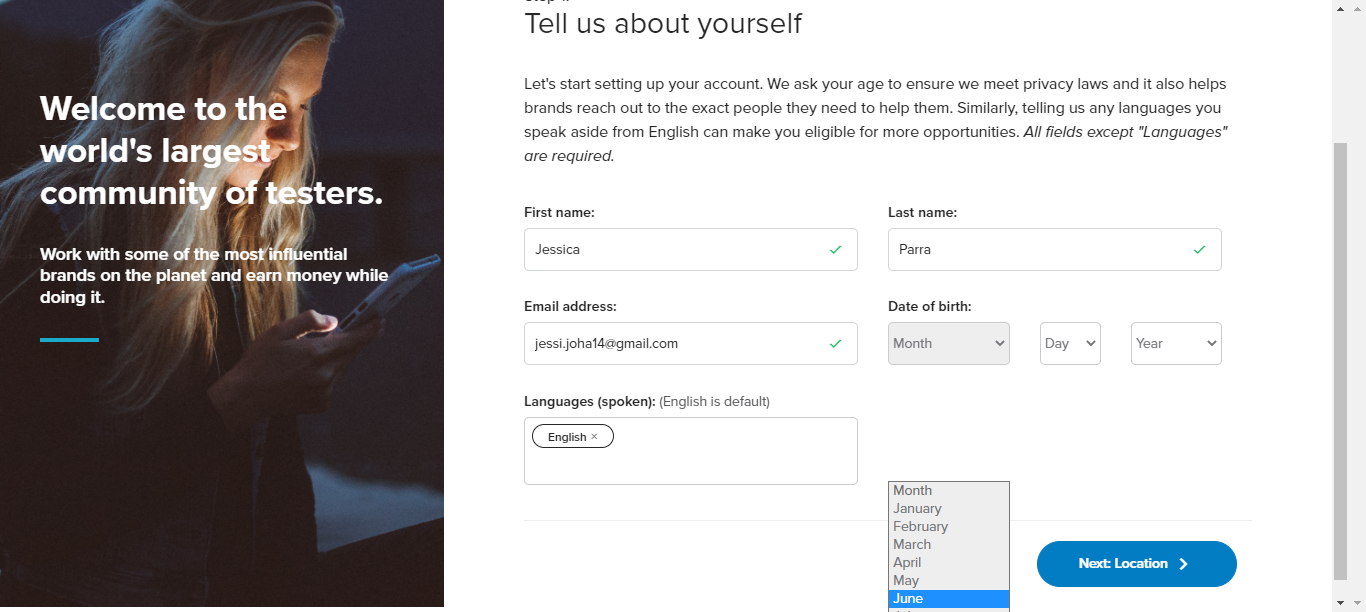 Welcome to the
world's largest
community of testers.
Work with some of the most influential
brands on the planet and earn money while
doing it.
Tell us about yourself
Let's start setting up your account. We ask your age to ensure we meet privacy laws and it also helps
brands reach out to the exact people they need to help them. Similarly, telling us any languages you
speak aside from English can make you eligible for more opportunities. All fields except "Languages"
are required.
First name:
Last name:
Jessica
Parra
Email address:
Date of birth:
jessi.joha14@gmail.com
Month
Day
Year
Languages (spoken): (English is default)
English ×
Month
January
February
March
April
May
June
Next: Location